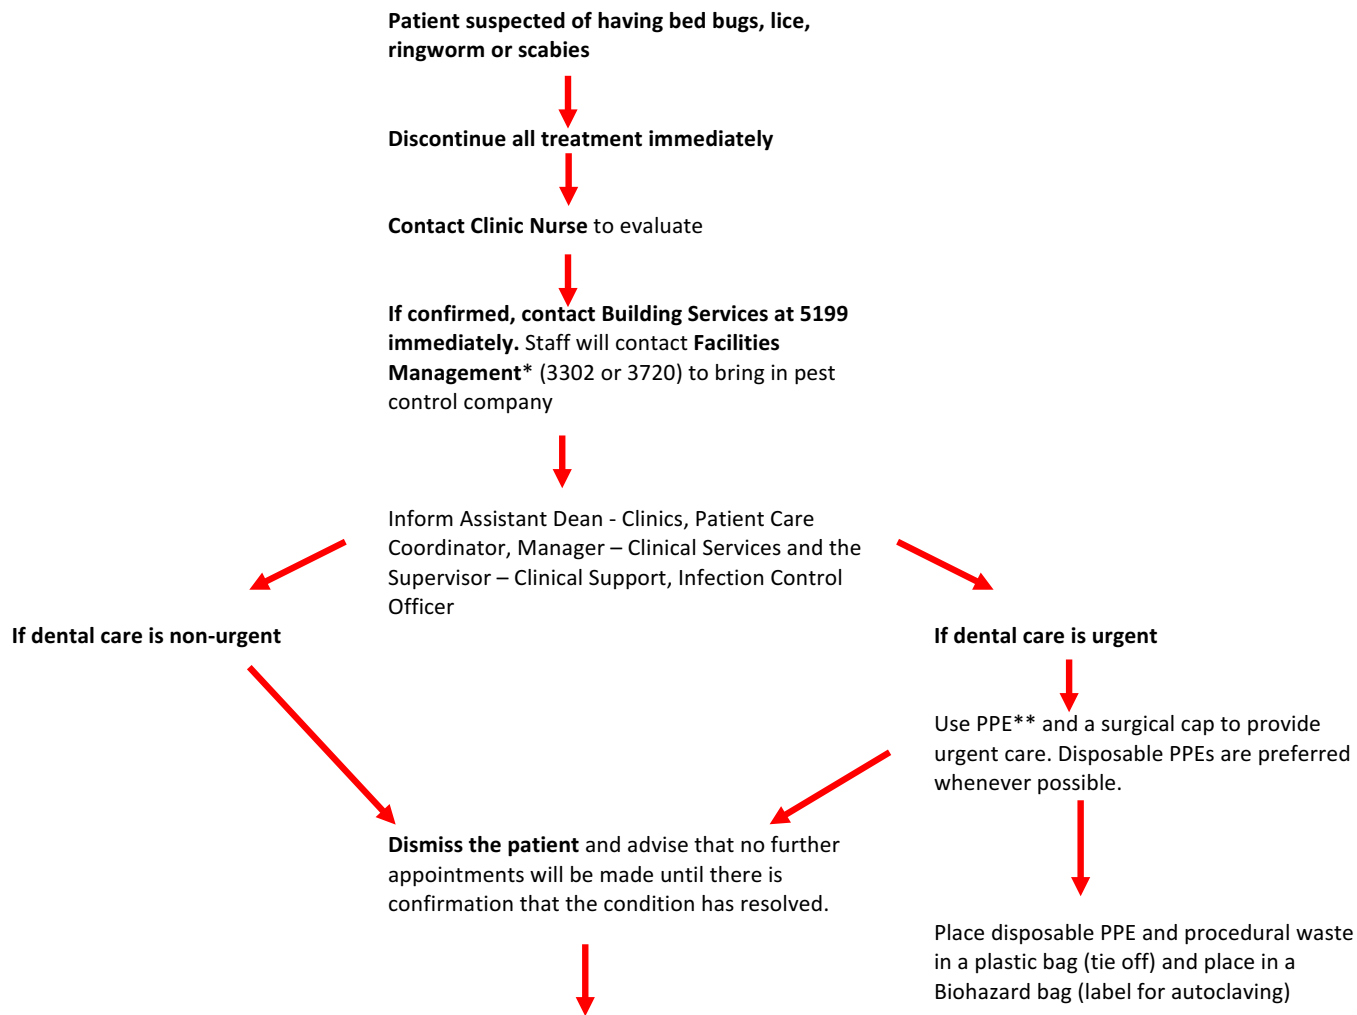 Patient suspected of having bed bugs, lice,
ringworm or scabies
Discontinue all treatment immediately
Contact Clinic Nurse to evaluate
If confirmed, contact Building Services at 5199
immediately. Staff will contact Facilities
Management* (3302 or 3720) to bring in pest
control company
Inform Assistant Dean - Clinics, Patient Care
Coordinator, Manager – Clinical Services and the
Supervisor – Clinical Support, Infection Control
Officer
If dental care is non-urgent
If dental care is urgent
Use PPE** and a surgical cap to provide
urgent care. Disposable PPEs are preferred
whenever possible.
Dismiss the patient and advise that no further
appointments will be made until there is
confirmation that the condition has resolved.
Place disposable PPE and procedural waste
in a plastic bag (tie off) and place in a
Biohazard bag (label for autoclaving)